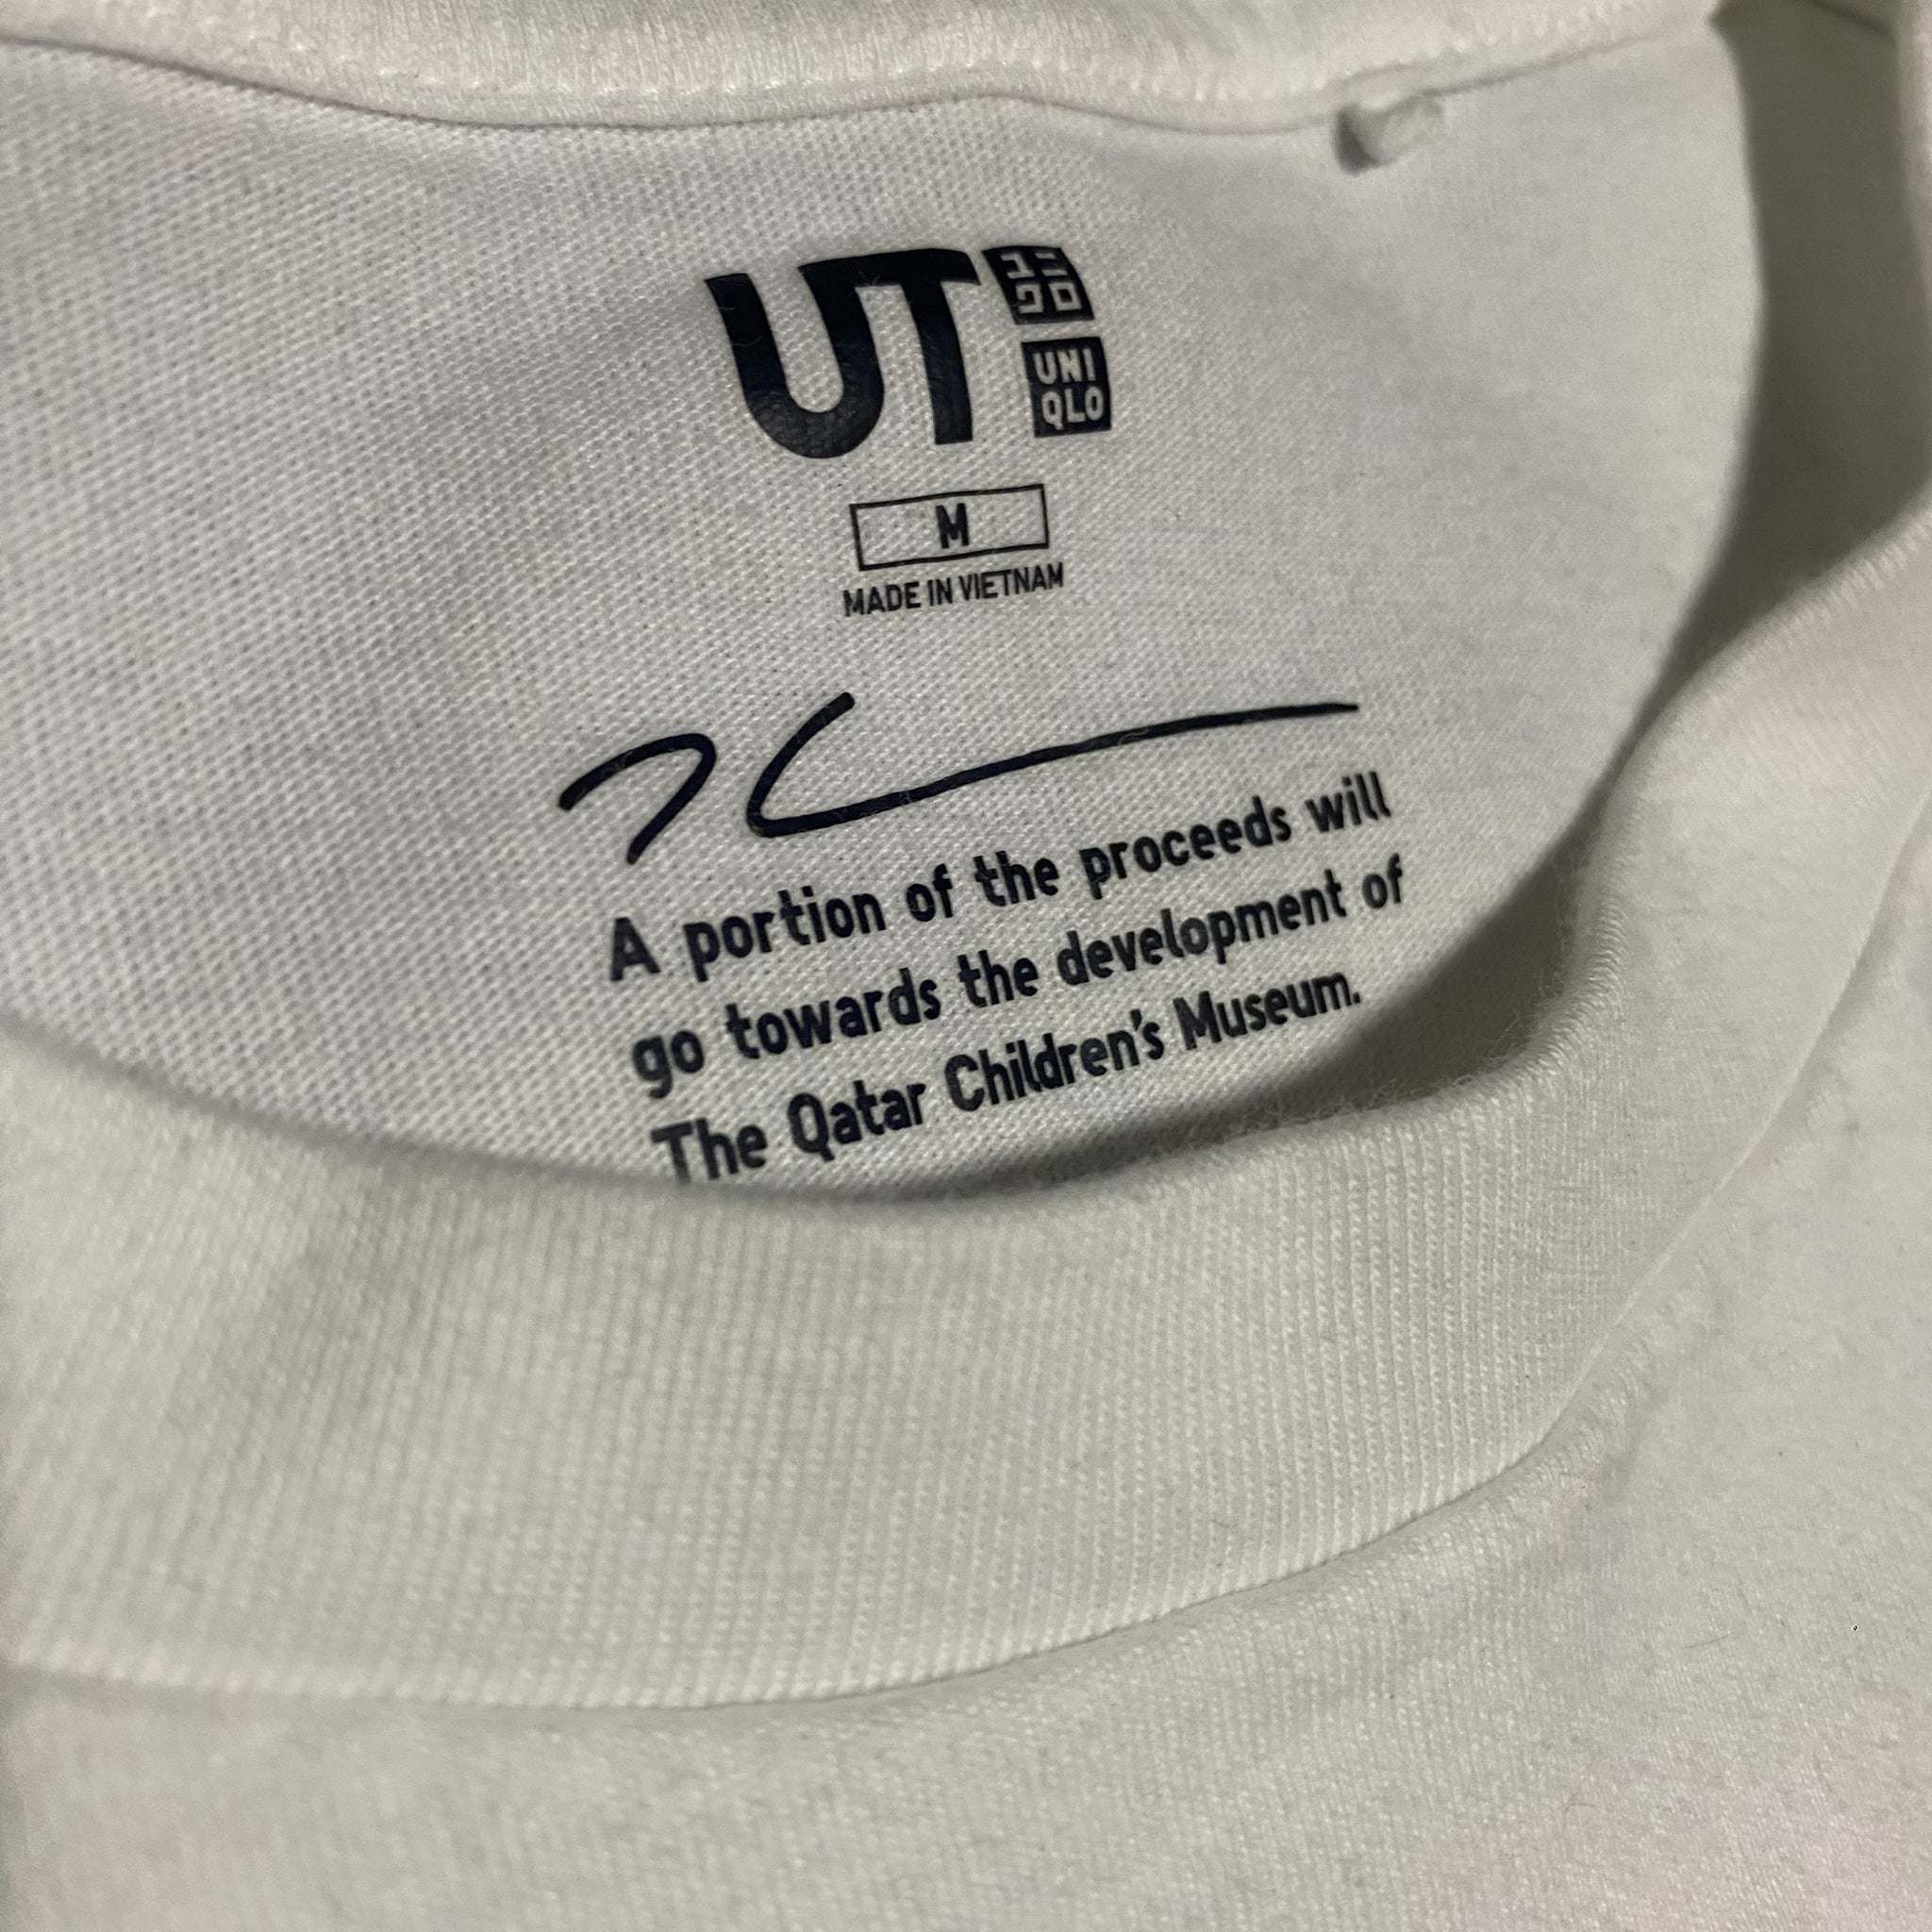 UT
ユニ
クロ
UNI
QLO
M
MADE IN VIETNAM
A portion of the proceeds will
go towards the development of
The Qatar Children's Museum.